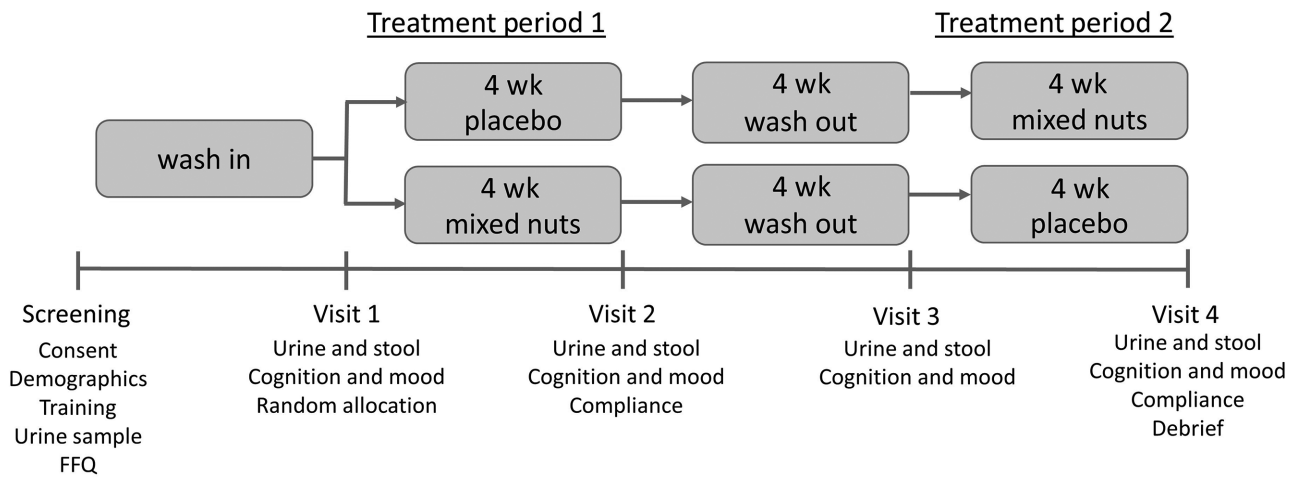 Treatment period 1
Treatment period 2
wash in
4 wk
placebo
4 wk
wash out
4 wk
mixed nuts
4 wk
mixed nuts
4 wk
wash out
4 wk
placebo
Screening
Consent
Demographics
Training
Urine sample
FFQ
Visit 1
Urine and stool
Cognition and mood
Random allocation
Visit 2
Urine and stool
Cognition and mood
Compliance
Visit 3
Urine and stool
Cognition and mood
Visit 4
Urine and stool
Cognition and mood
Compliance
Debrief